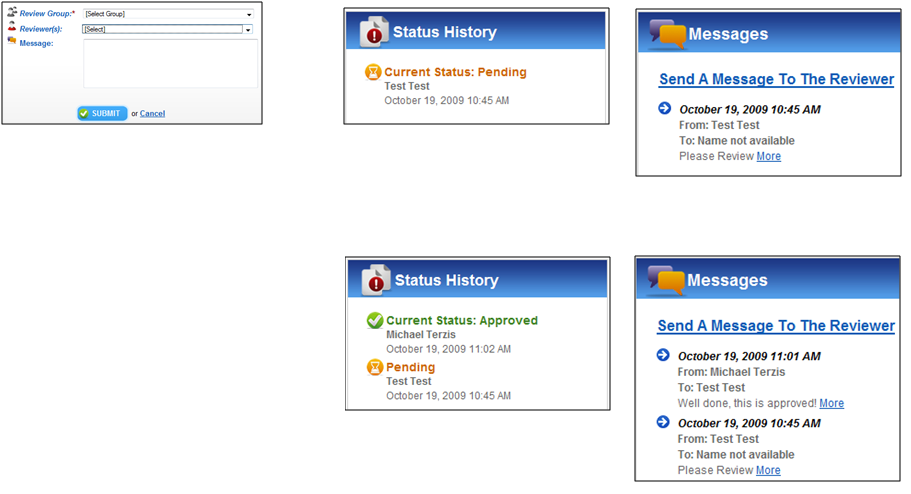 Review Group:* [Select Group]
Reviewer(s): [Select]
Message:
SUBMIT or Cancel
Status History
Current Status: Pending
Test Test
October 19, 2009 10:45 AM
Messages
Send A Message To The Reviewer
October 19, 2009 10:45 AM
From: Test Test
To: Name not available
Please Review More
Status History
Current Status: Approved
Michael Terzis
October 19, 2009 11:02 AM
Pending
Test Test
October 19, 2009 10:45 AM
Messages
Send A Message To The Reviewer
October 19, 2009 11:01 AM
From: Michael Terzis
To: Test Test
Well done, this is approved! More
October 19, 2009 10:45 AM
From: Test Test
To: Name not available
Please Review More